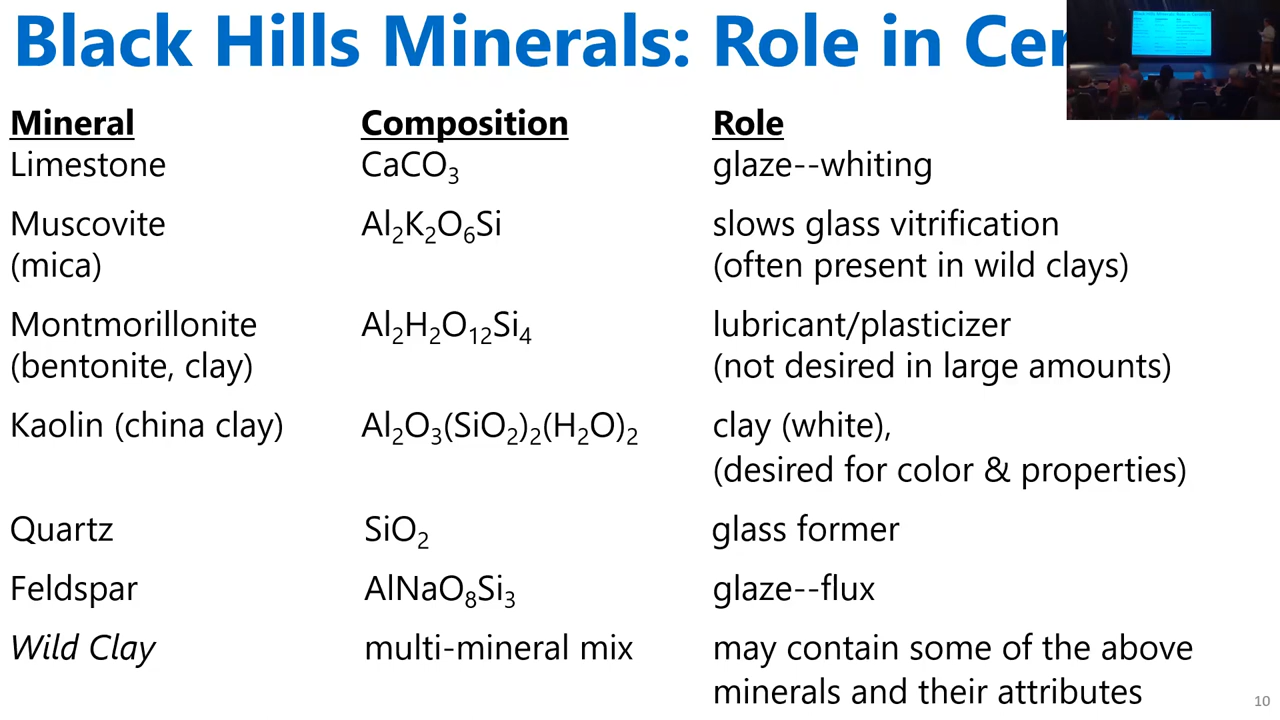 Black Hills Minerals: Role in Cer
Mineral Composition Role
Limestone CaCO₃ glaze--whiting
Muscovite Al₂K₂O₆Si slows glass vitrification
(mica) (often present in wild clays)
Montmorillonite Al₂H₂O₁₂Si₄ lubricant/plasticizer
(bentonite, clay) (not desired in large amounts)
Kaolin (china clay) Al₂O₃(SiO₂)₂(H₂O)₂ clay (white),
(desired for color & properties)
Quartz SiO₂ glass former
Feldspar AlNaO₈Si₃ glaze--flux
Wild Clay multi-mineral mix may contain some of the above
minerals and their attributes
10